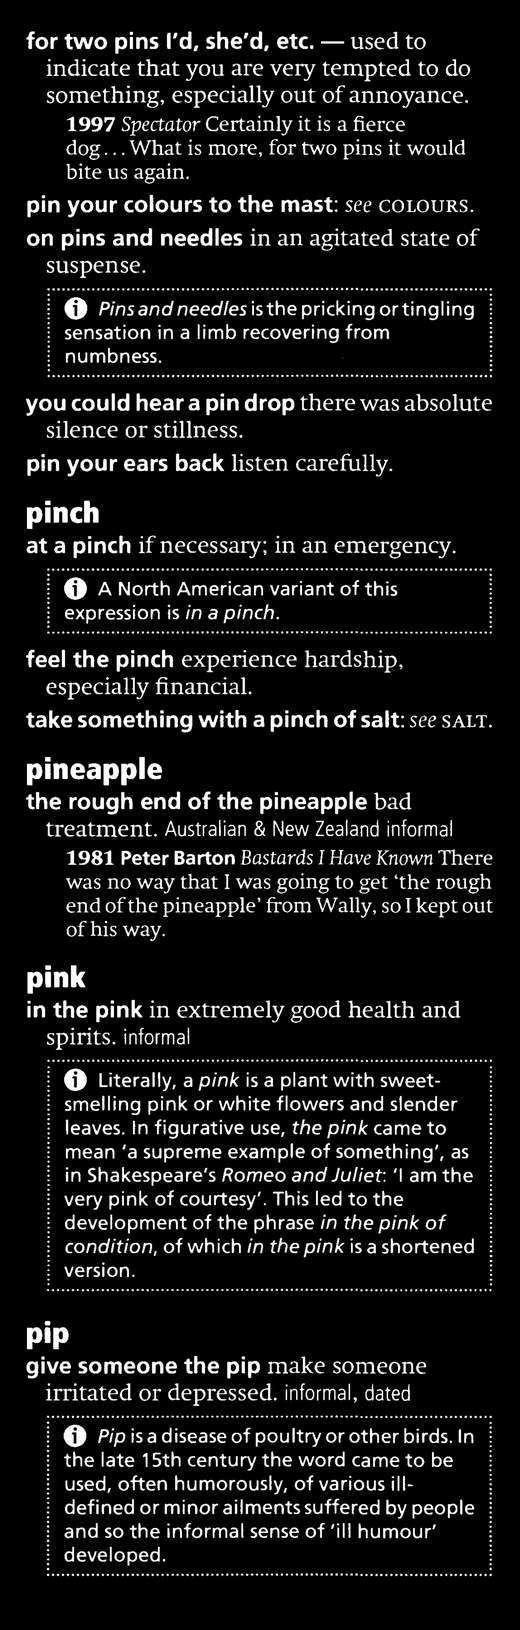 for two pins I'd, she'd, etc. — used to
indicate that you are very tempted to do
something, especially out of annoyance.
1997 Spectator Certainly it is a fierce
dog... What is more, for two pins it would
bite us again.
pin your colours to the mast: see COLOURS.
on pins and needles in an agitated state of
suspense.
Pins and needles is the pricking or tingling
sensation in a limb recovering from
numbness.
you could hear a pin drop there was absolute
silence or stillness.
pin your ears back listen carefully.
pinch
at a pinch if necessary; in an emergency.
A North American variant of this
expression is in a pinch.
feel the pinch experience hardship,
especially financial.
take something with a pinch of salt: see SALT.
pineapple
the rough end of the pineapple bad
treatment. Australian & New Zealand informal
1981 Peter Barton Bastards I Have Known There
was no way that I was going to get ‘the rough
end of the pineapple’ from Wally, so I kept out
of his way.
pink
in the pink in extremely good health and
spirits. informal
Literally, a pink is a plant with sweet-
smelling pink or white flowers and slender
leaves. In figurative use, the pink came to
mean ‘a supreme example of something’, as
in Shakespeare's Romeo and Juliet: ‘I am the
very pink of courtesy’. This led to the
development of the phrase in the pink of
condition, of which in the pink is a shortened
version.
pip
give someone the pip make someone
irritated or depressed. informal, dated
Pip is a disease of poultry or other birds. In
the late 15th century the word came to be
used, often humorously, of various ill-
defined or minor ailments suffered by people
and so the informal sense of ‘ill humour’
developed.